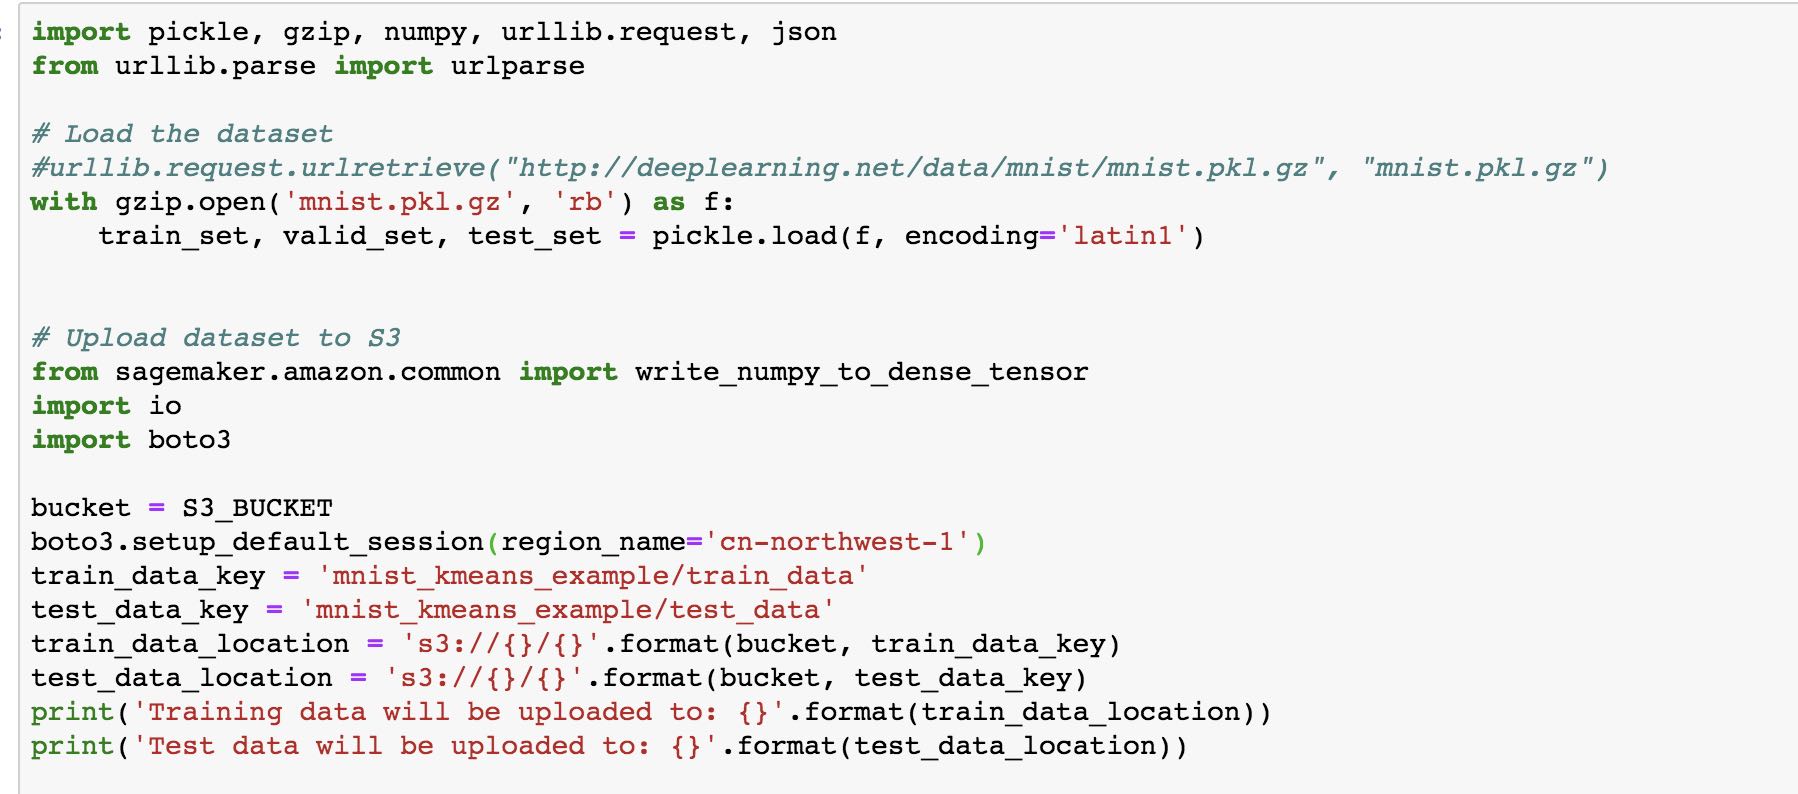 import pickle, gzip, numpy, urllib.request, json
from urllib.parse import urlparse
# Load the dataset
#urllib.request.urlretrieve("http://deeplearning.net/data/mnist/mnist.pkl.gz", "mnist.pkl.gz")
with gzip.open('mnist.pkl.gz', 'rb') as f:
    train_set, valid_set, test_set = pickle.load(f, encoding='latin1')
# Upload dataset to S3
from sagemaker.amazon.common import write_numpy_to_dense_tensor
import io
import boto3
bucket = S3_BUCKET
boto3.setup_default_session(region_name='cn-northwest-1')
train_data_key = 'mnist_kmeans_example/train_data'
test_data_key = 'mnist_kmeans_example/test_data'
train_data_location = 's3://{}/{}'.format(bucket, train_data_key)
test_data_location = 's3://{}/{}'.format(bucket, test_data_key)
print('Training data will be uploaded to: {}'.format(train_data_location))
print('Test data will be uploaded to: {}'.format(test_data_location))